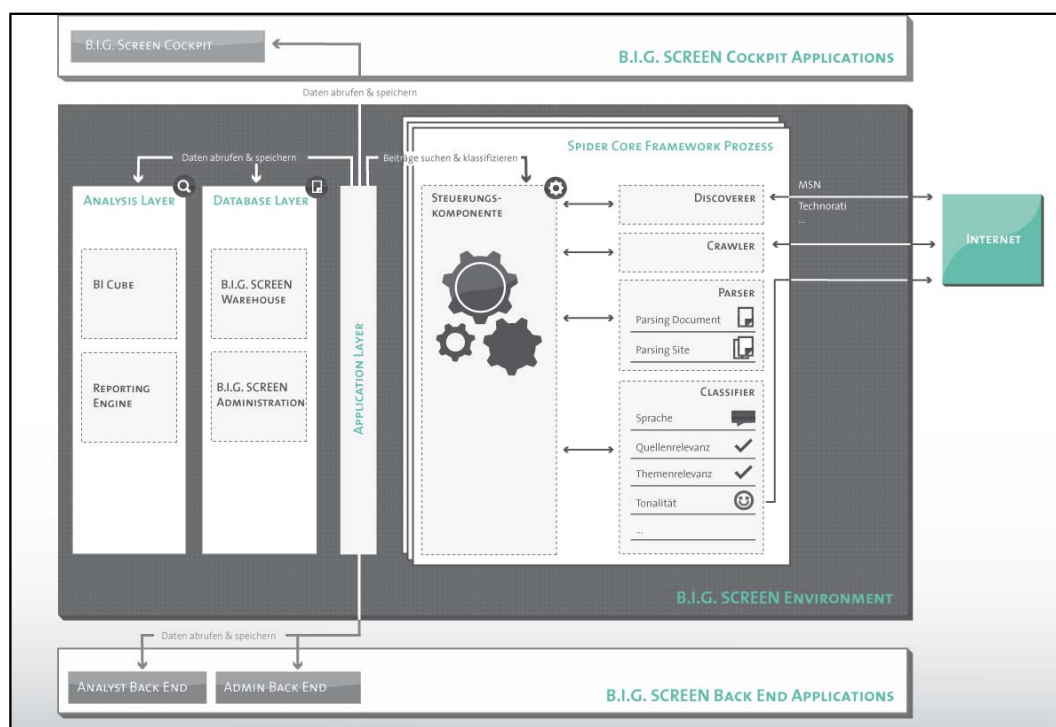 B.I.G. SCREEN COCKPIT
B.I.G. SCREEN COCKPIT APPLICATIONS
Daten abrufen & speichern
Daten abrufen & speichern
Beiträge suchen & klassifizieren
ANALYSIS LAYER
BI CUBE
REPORTING
ENGINE
DATABASE LAYER
B.I.G. SCREEN
WAREHOUSE
B.I.G. SCREEN
ADMINISTRATION
APPLICATION LAYER
SPIDER CORE FRAMEWORK PROZESS
STEUERUNGS-
KOMPONENTE
DISCOVERER
CRAWLER
PARSER
Parsing Document
Parsing Site
CLASSIFIER
Sprache
Quellenrelevanz
Themenrelevanz
Tonalität
...
MSN
Technorati
...
INTERNET
B.I.G. SCREEN ENVIRONMENT
Daten abrufen & speichern
ANALYST BACK END
ADMIN BACK END
B.I.G. SCREEN BACK END APPLICATIONS